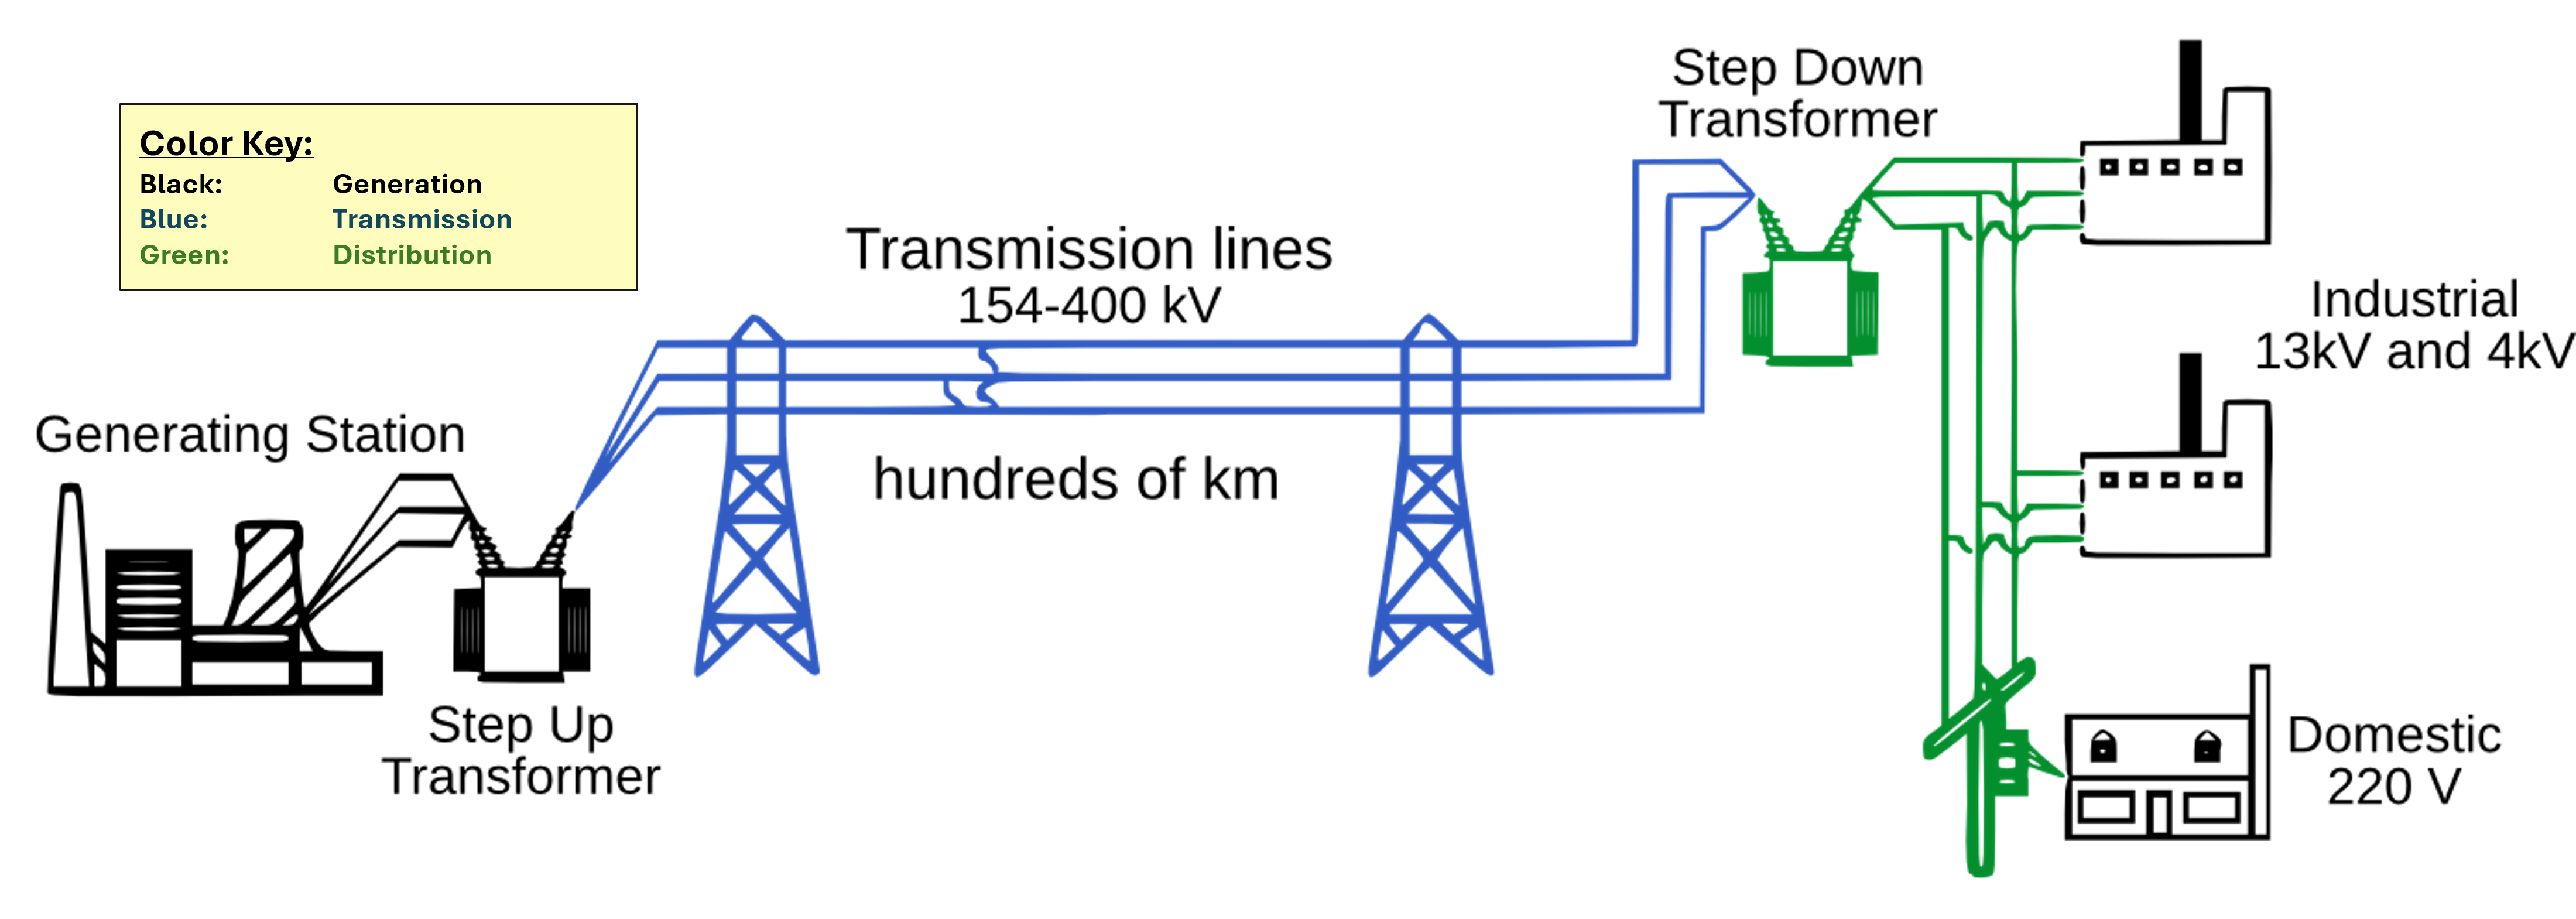 Color Key:
Black: Generation
Blue: Transmission
Green: Distribution
Generating Station
Step Up
Transformer
Transmission lines
154-400 kV
hundreds of km
Step Down
Transformer
Industrial
13kV and 4kV
Domestic
220 V